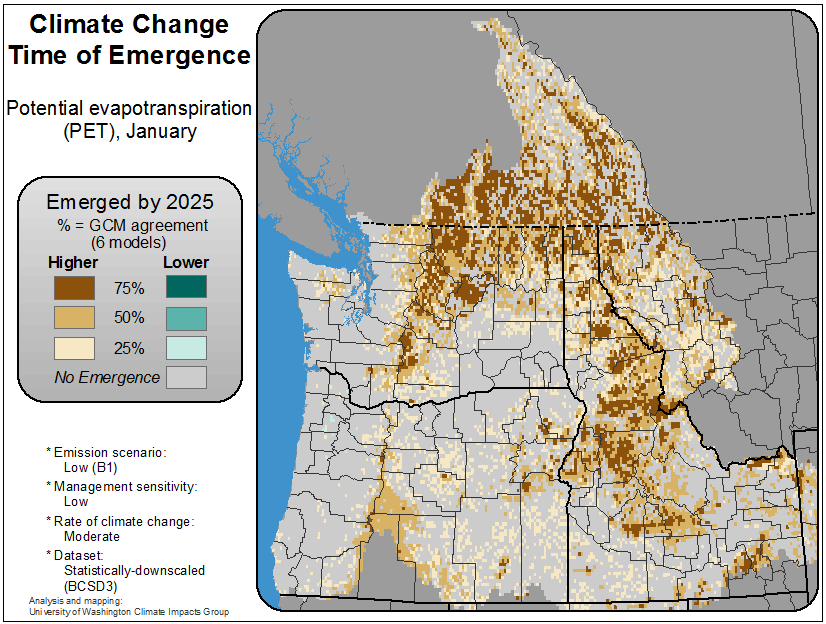 Climate Change
Time of Emergence
Potential evapotranspiration
(PET), January
Emerged by 2025
% = GCM agreement
(6 models)
Higher Lower
75%
50%
25%
No Emergence
* Emission scenario:
Low (B1)
* Management sensitivity:
Low
* Rate of climate change:
Moderate
* Dataset:
Statistically-downscaled
(BCSD3)
Analysis and mapping:
University of Washington Climate Impacts Group